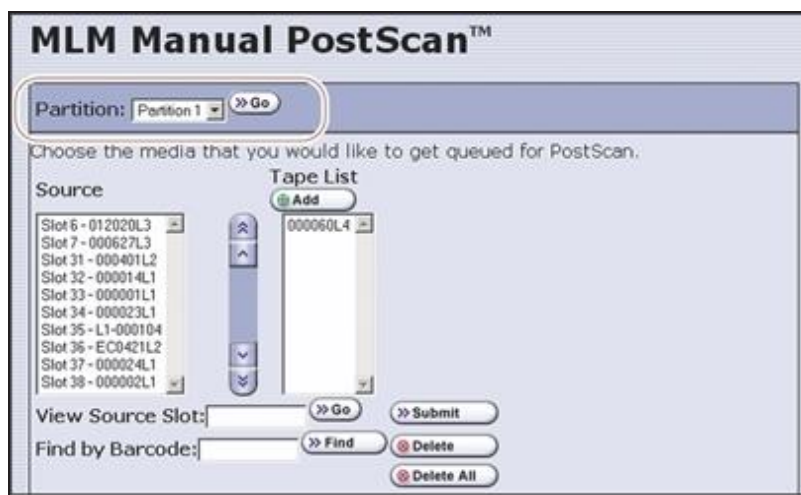 MLM Manual PostScan™
Partition: Partition 1 Go
Choose the media that you would like to get queued for PostScan.
Source
Tape List
Add
Slot 6 - 012020L3
Slot 7 - 000627L3
Slot 31 - 000401L2
Slot 32 - 000014L1
Slot 33 - 000001L1
Slot 34 - 000023L1
Slot 35 - L1-000104
Slot 36 - EC0421L2
Slot 37 - 000024L1
Slot 38 - 000002L1
000060L4
View Source Slot: Go Submit
Find by Barcode: Find Delete
Delete All